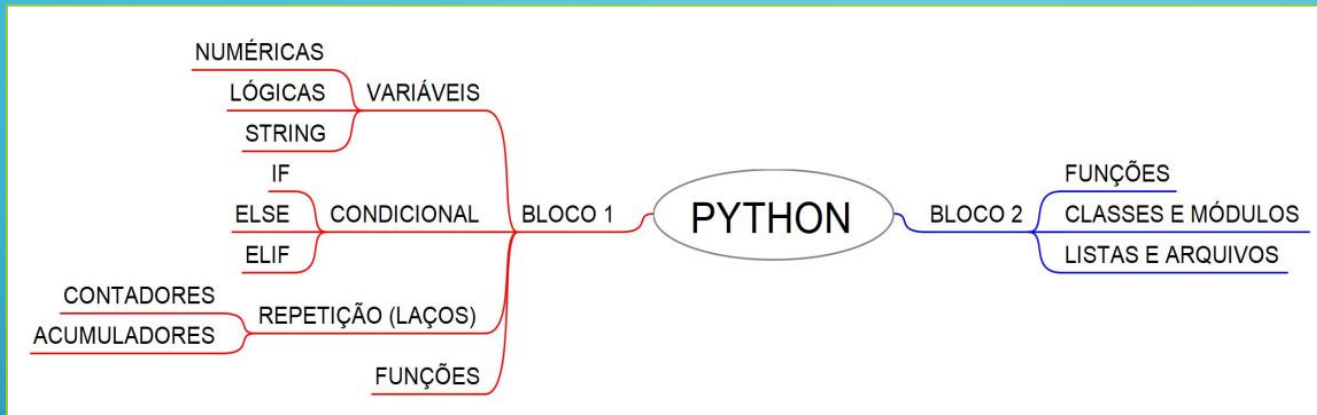 NUMÉRICAS
LÓGICAS
STRING
VARIÁVEIS
IF
ELSE
ELIF
CONDICIONAL
CONTADORES
ACUMULADORES
REPETIÇÃO (LAÇOS)
FUNÇÕES
BLOCO 1
PYTHON
BLOCO 2
FUNÇÕES
CLASSES E MÓDULOS
LISTAS E ARQUIVOS